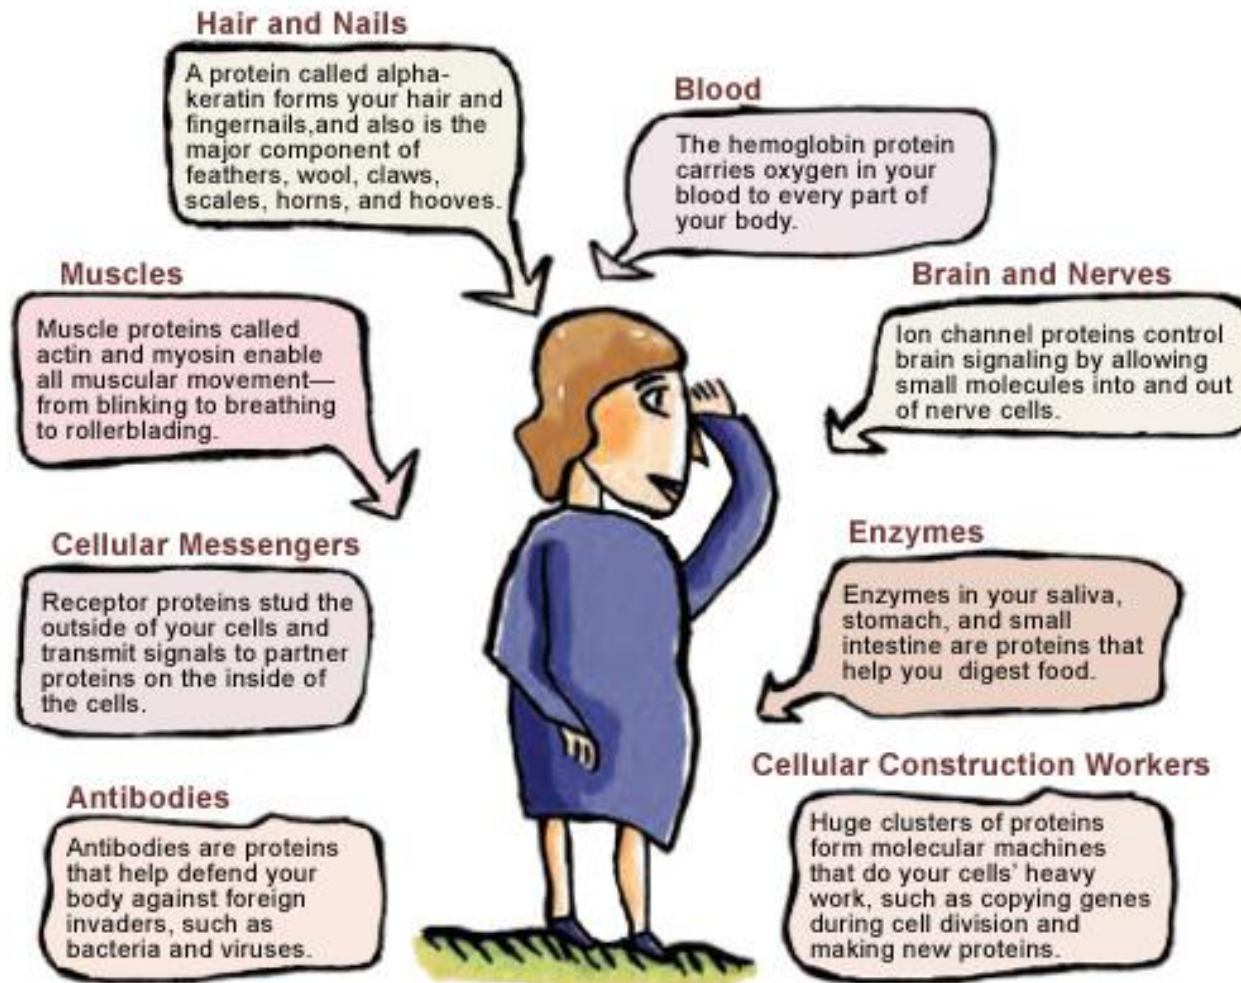 Hair and Nails
A protein called alpha-
keratin forms your hair and
fingernails,and also is the
major component of
feathers, wool, claws,
scales, horns, and hooves.
Blood
The hemoglobin protein
carries oxygen in your
blood to every part of
your body.
Muscles
Muscle proteins called
actin and myosin enable
all muscular movement—
from blinking to breathing
to rollerblading.
Brain and Nerves
Ion channel proteins control
brain signaling by allowing
small molecules into and out
of nerve cells.
Cellular Messengers
Receptor proteins stud the
outside of your cells and
transmit signals to partner
proteins on the inside of
the cells.
Enzymes
Enzymes in your saliva,
stomach, and small
intestine are proteins that
help you digest food.
Antibodies
Antibodies are proteins
that help defend your
body against foreign
invaders, such as
bacteria and viruses.
Cellular Construction Workers
Huge clusters of proteins
form molecular machines
that do your cells' heavy
work, such as copying genes
during cell division and
making new proteins.